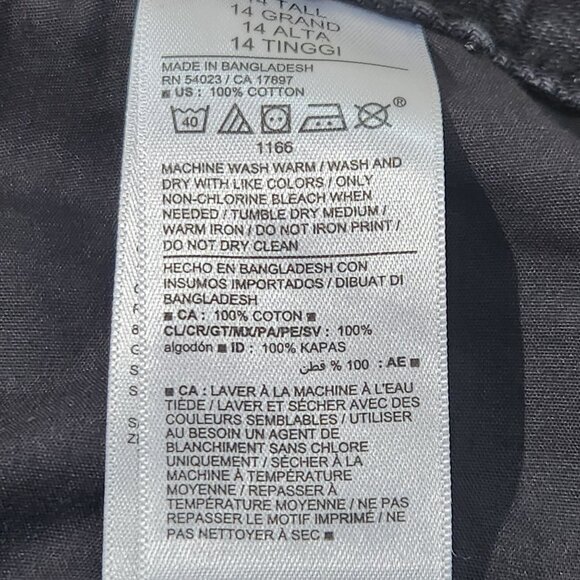 14 TALL
14 GRAND
14 ALTA
14 TINGGI
MADE IN BANGLADESH
RN 54023 / CA 17897
■ US : 100% COTTON
40 ®
1166
MACHINE WASH WARM / WASH AND
DRY WITH LIKE COLORS / ONLY
NON-CHLORINE BLEACH WHEN
NEEDED / TUMBLE DRY MEDIUM /
WARM IRON / DO NOT IRON PRINT /
DO NOT DRY CLEAN
HECHO EN BANGLADESH CON
INSUMOS IMPORTADOS / DIBUAT DI
BANGLADESH
■ CA : 100% COTON ■
CL/CR/GT/MX/PA/PE/SV : 100%
algodón ■ ID : 100% KAPAS
■ AE : 100 % قطن
■ CA : LAVER À LA MACHINE À L'EAU
TIÈDE / LAVER ET SÉCHER AVEC DES
COULEURS SEMBLABLES / UTILISER
AU BESOIN UN AGENT DE
BLANCHIMENT SANS CHLORE
UNIQUEMENT / SÉCHER À LA
MACHINE À TEMPÉRATURE
MOYENNE / REPASSER À
TEMPÉRATURE MOYENNE / NE PAS
REPASSER LE MOTIF IMPRIMÉ / NE
PAS NETTOYER À SEC ■